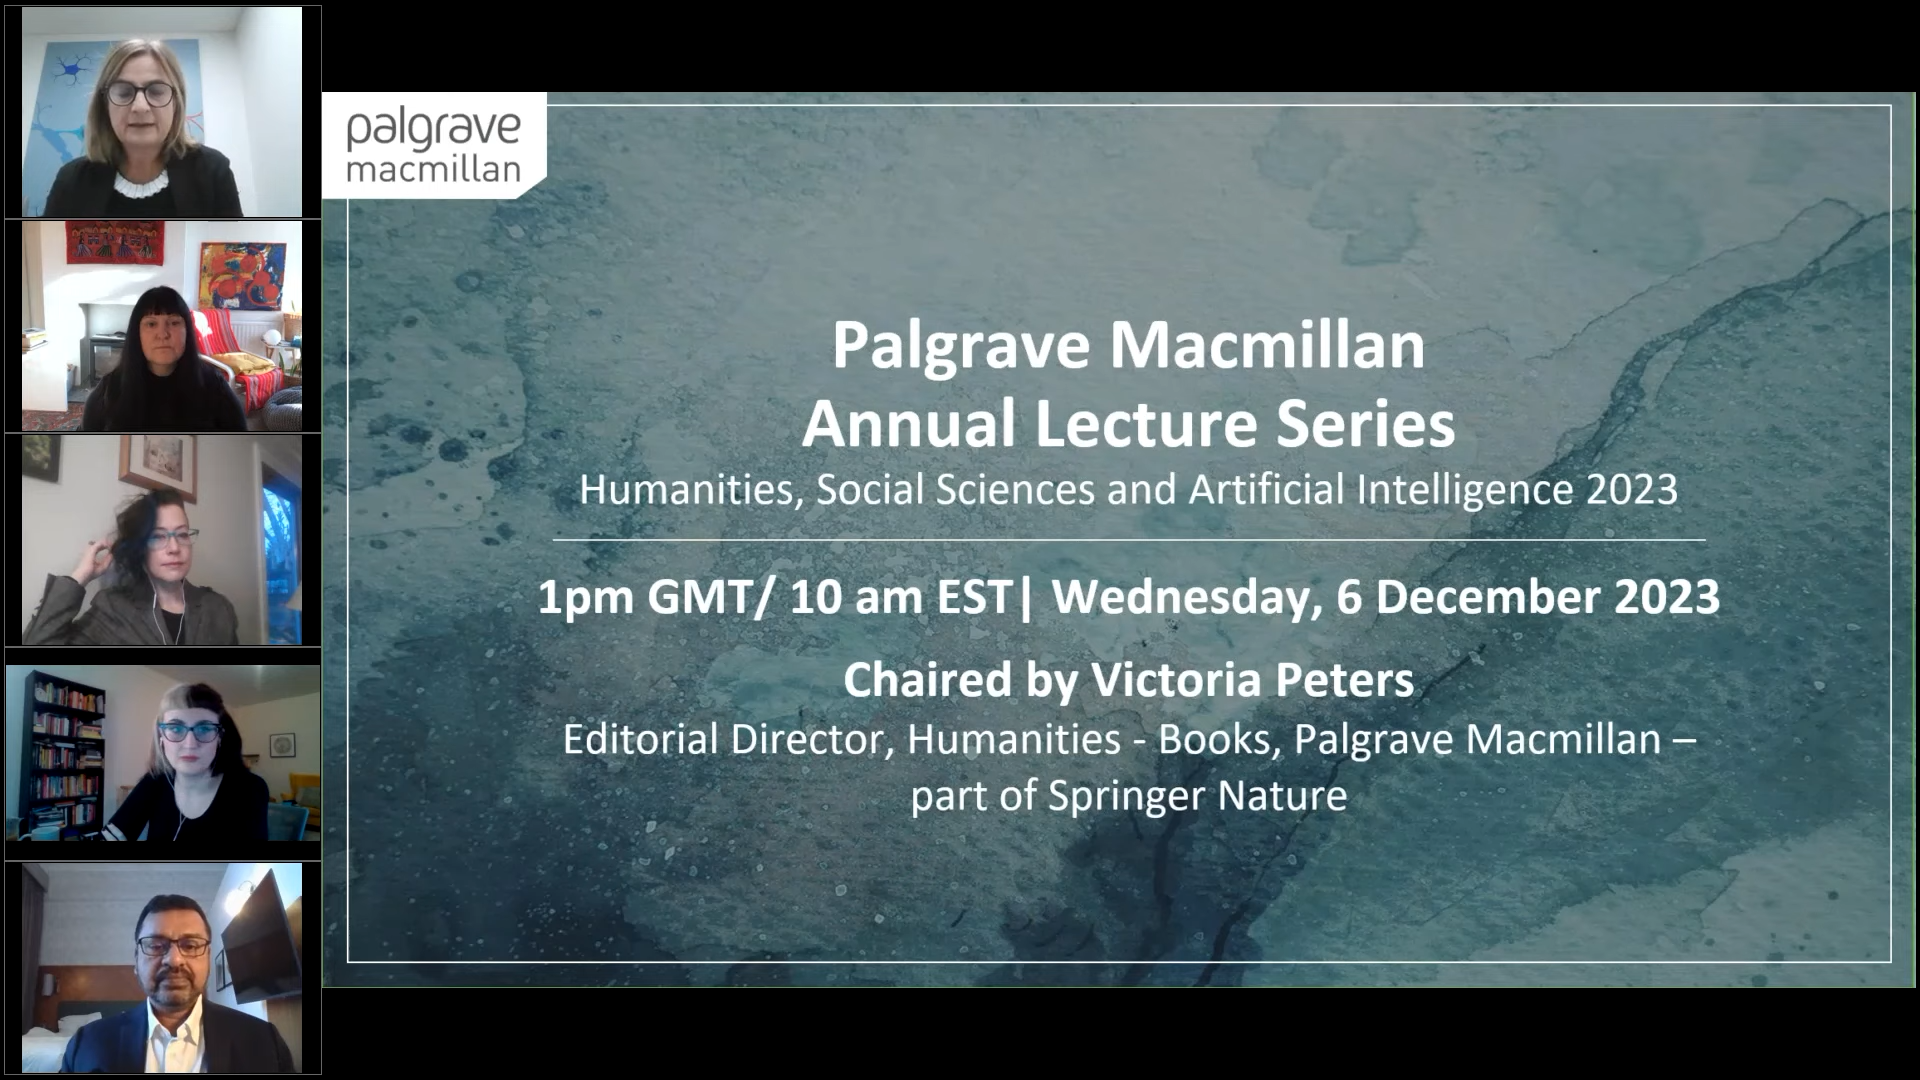 palgrave
macmillan
Palgrave Macmillan
Annual Lecture Series
Humanities, Social Sciences and Artificial Intelligence 2023
1pm GMT/ 10 am EST| Wednesday, 6 December 2023
Chaired by Victoria Peters
Editorial Director, Humanities - Books, Palgrave Macmillan –
part of Springer Nature